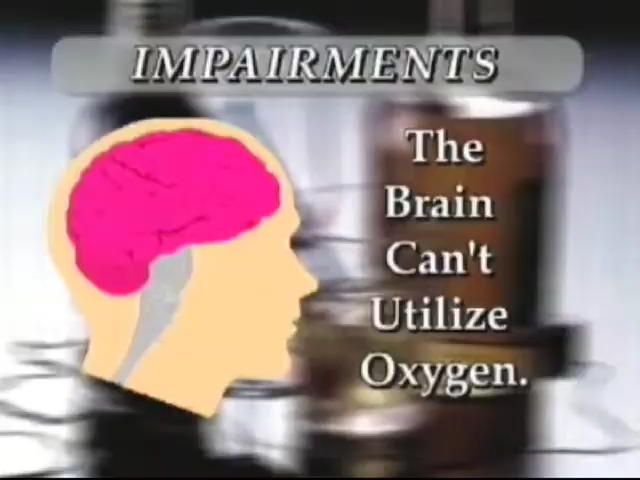 IMPAIRMENTS
The
Brain
Can't
Utilize
Oxygen.